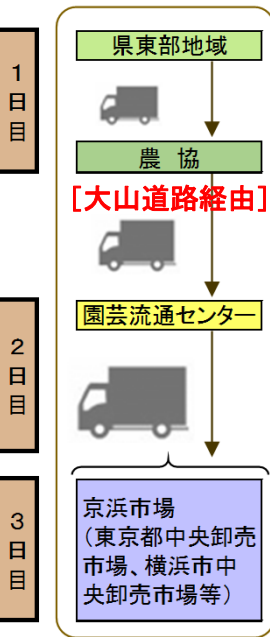 1日目
県東部地域
農 協
[大山道路経由]
園芸流通センター
2日目
3日目
京浜市場
（東京都中央卸売
市場、横浜市中
央卸売市場等）